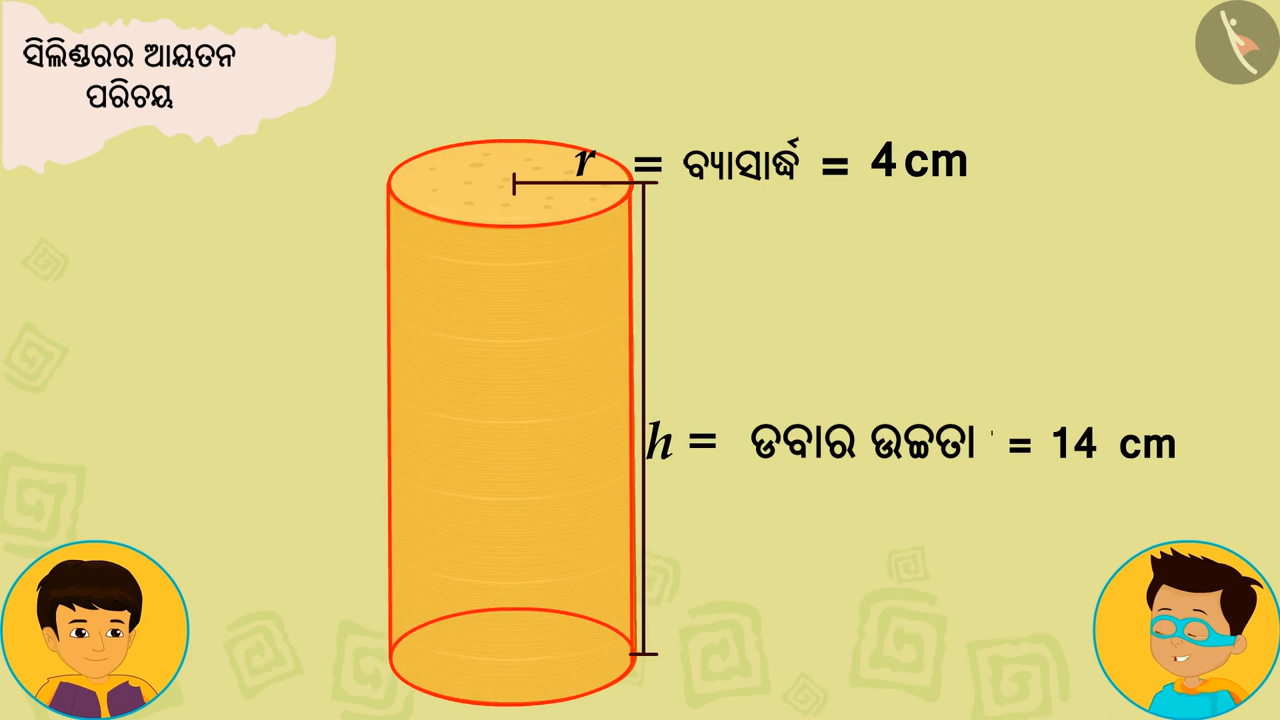 ସିଲିଣ୍ଡରର ଆୟତନ
ପରିଚୟ
r = ବ୍ୟାସାର୍ଦ୍ଧ = 4 cm
h = ଡବାର ଉଚ୍ଚତା ' = 14 cm